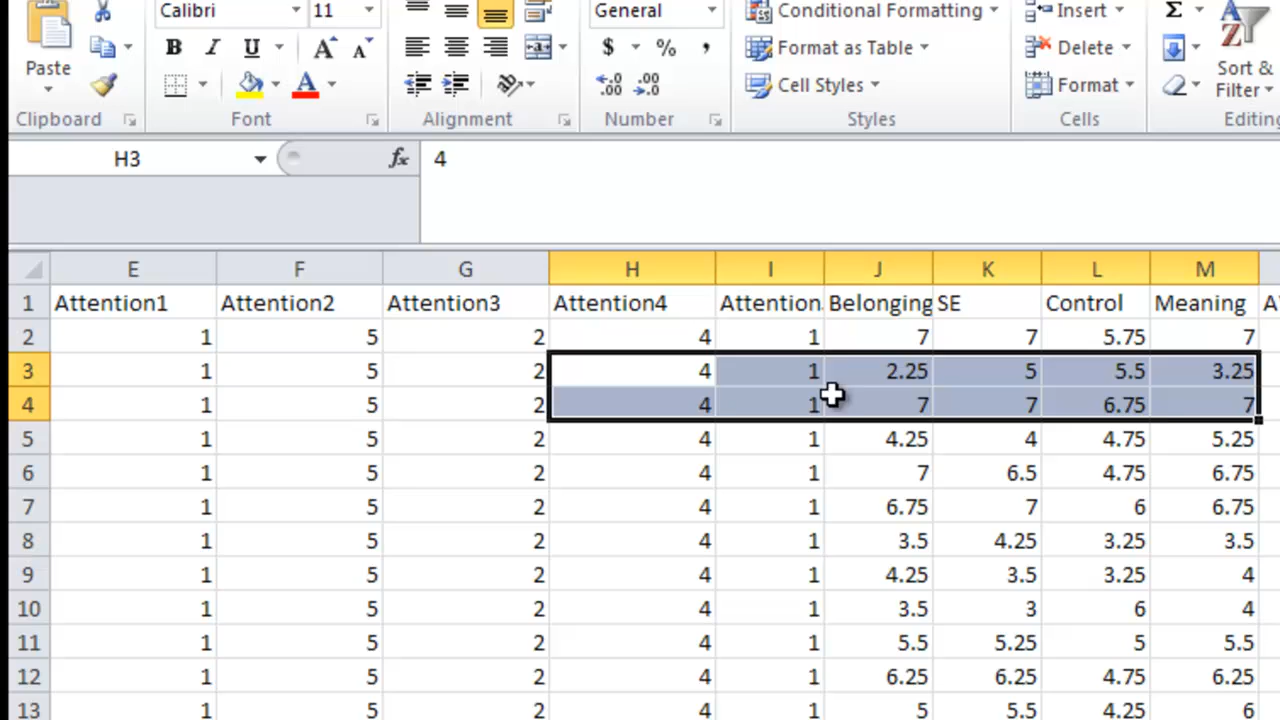 Calibri 11 General Conditional Formatting Insert Σ
Paste B I U A A $ % , Format as Table Delete
Cell Styles Format Sort &
Filter
Clipboard Font Alignment Number Styles Cells Editing
H3 fx 4
E F G H I J K L M
1 Attention1 Attention2 Attention3 Attention4 Attention Belonging SE Control Meaning
2 1 5 2 4 1 7 7 5.75 7
3 1 5 2 4 1 2.25 5 5.5 3.25
4 1 5 2 4 1 7 7 6.75 7
5 1 5 2 4 1 4.25 4 4.75 5.25
6 1 5 2 4 1 7 6.5 4.75 6.75
7 1 5 2 4 1 6.75 7 6 6.75
8 1 5 2 4 1 3.5 4.25 3.25 3.5
9 1 5 2 4 1 4.25 3.5 3.25 4
10 1 5 2 4 1 3.5 3 6 4
11 1 5 2 4 1 5.5 5.25 5 5.5
12 1 5 2 4 1 6.25 6.25 4.75 6.25
13 1 5 2 4 1 5 5.5 4.25 6